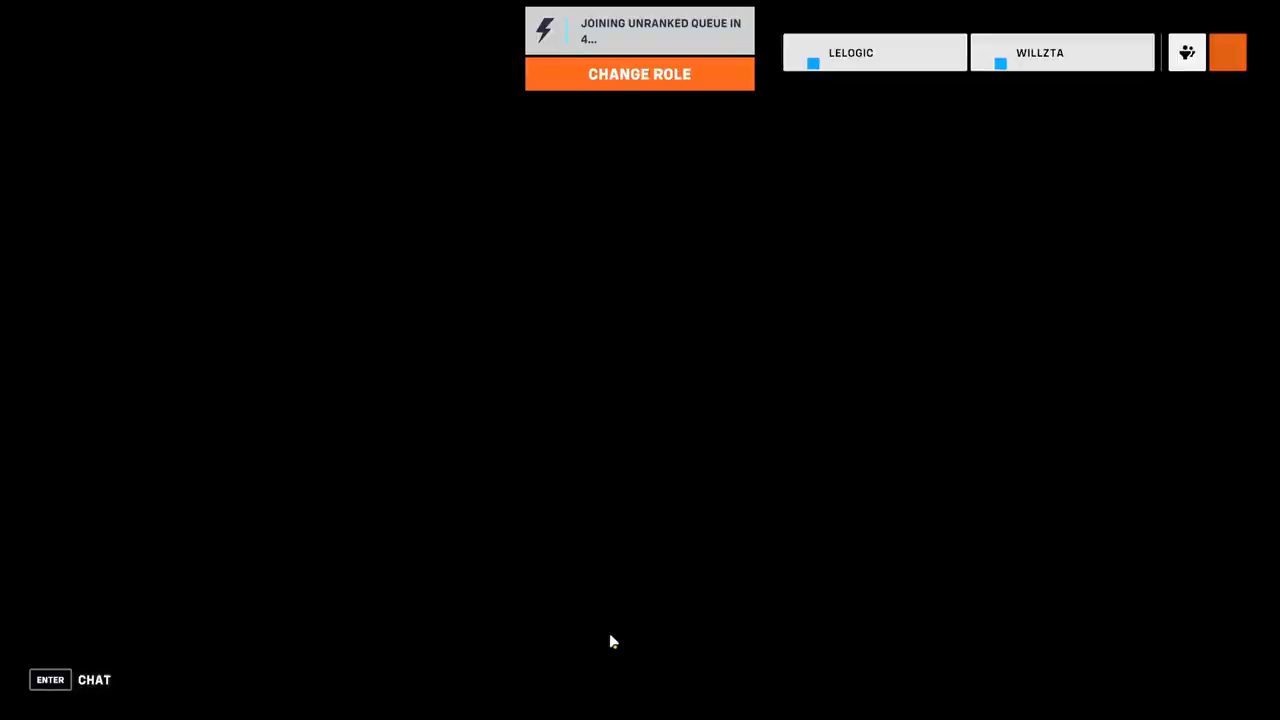 JOINING UNRANKED QUEUE IN
4...
CHANGE ROLE
LELOGIC
WILLZTA
ENTER CHAT